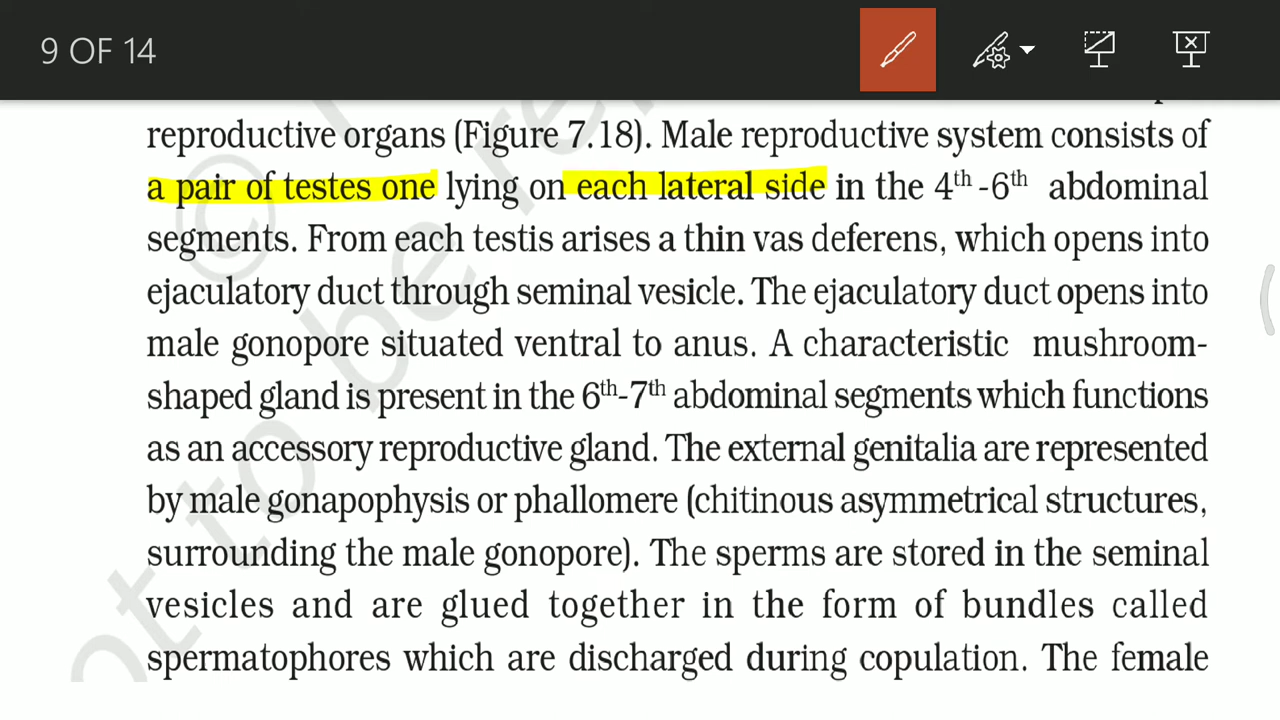 9 OF 14
reproductive organs (Figure 7.18). Male reproductive system consists of
a pair of testes one lying on each lateral side in the 4th -6th abdominal
segments. From each testis arises a thin vas deferens, which opens into
ejaculatory duct through seminal vesicle. The ejaculatory duct opens into
male gonopore situated ventral to anus. A characteristic mushroom-
shaped gland is present in the 6th-7th abdominal segments which functions
as an accessory reproductive gland. The external genitalia are represented
by male gonapophysis or phallomere (chitinous asymmetrical structures,
surrounding the male gonopore). The sperms are stored in the seminal
vesicles and are glued together in the form of bundles called
spermatophores which are discharged during copulation. The female